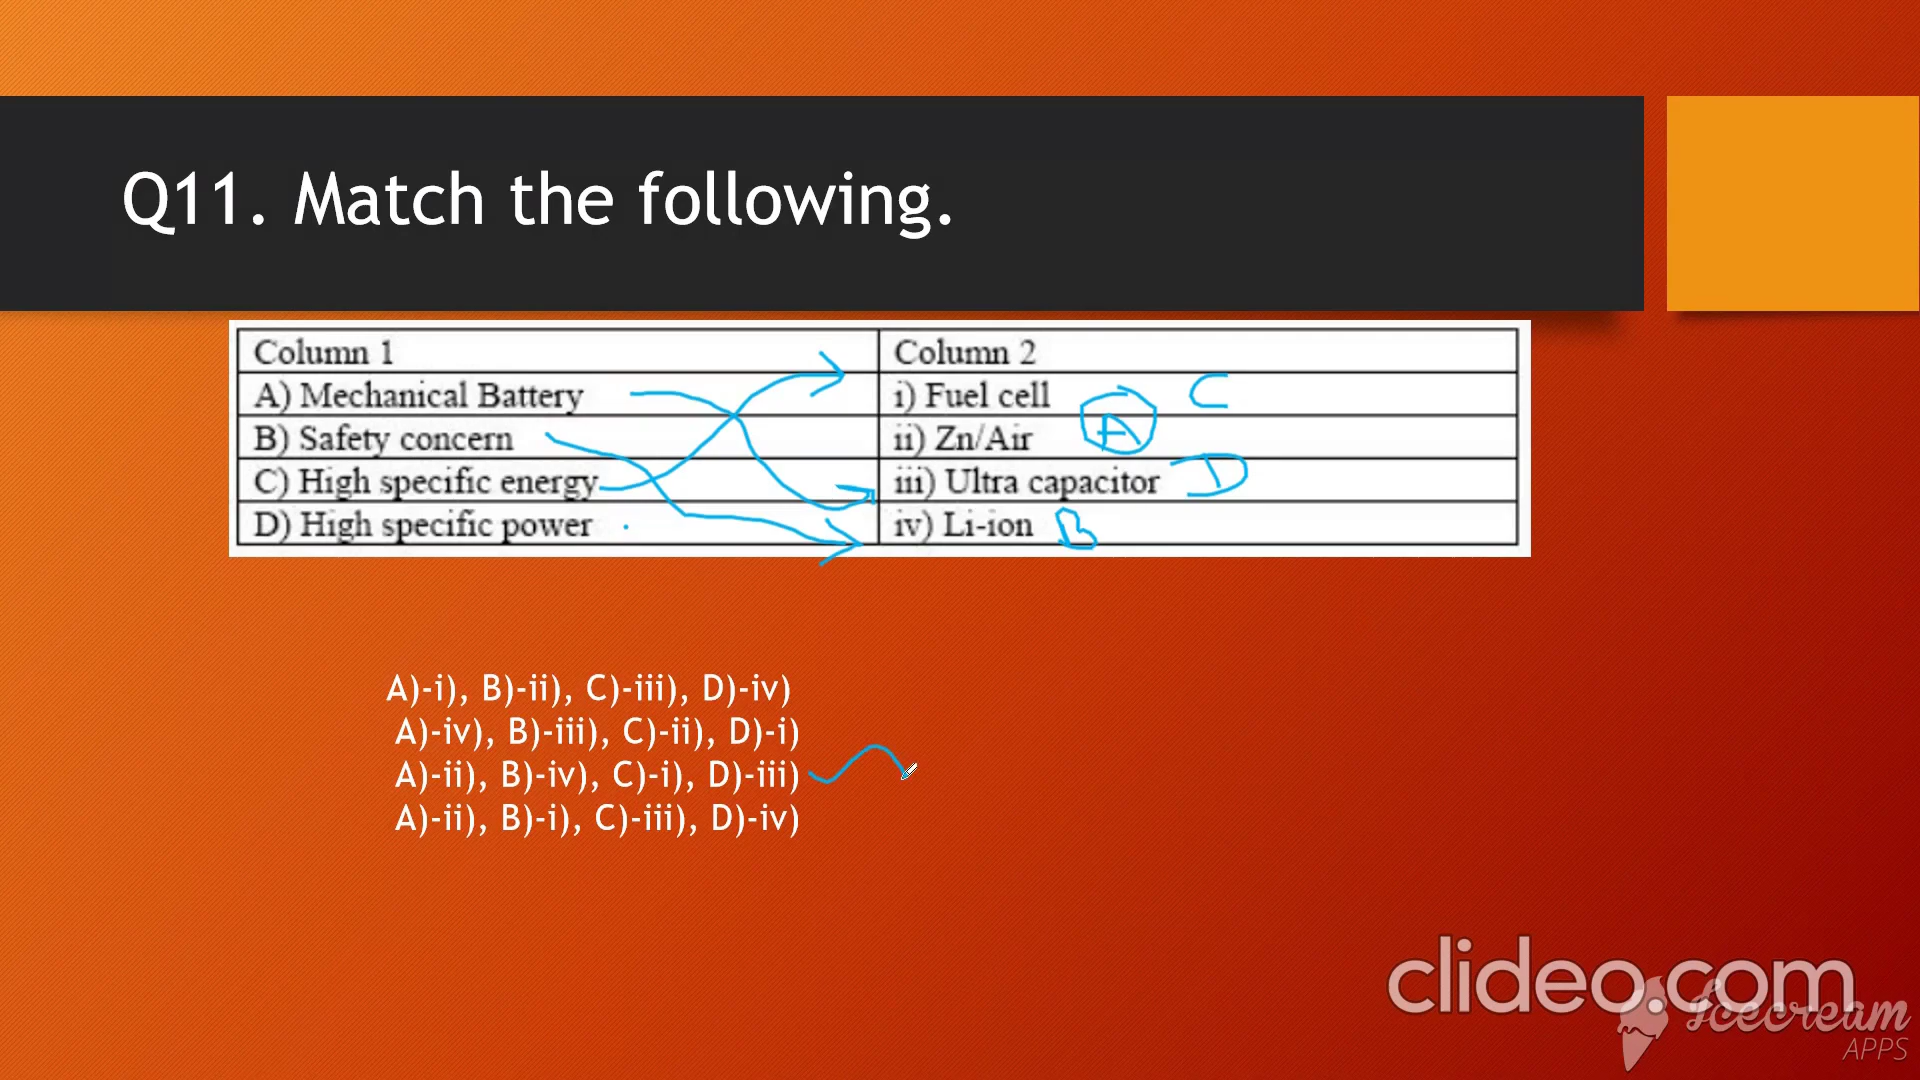 Q11. Match the following.
Column 1 Column 2
A) Mechanical Battery i) Fuel cell C
B) Safety concern ii) Zn/Air A
C) High specific energy iii) Ultra capacitor D
D) High specific power iv) Li-ion B
A)-i), B)-ii), C)-iii), D)-iv)
A)-iv), B)-iii), C)-ii), D)-i)
A)-ii), B)-iv), C)-i), D)-iii)
A)-ii), B)-i), C)-iii), D)-iv)
clideo.com
Icecream
APPS